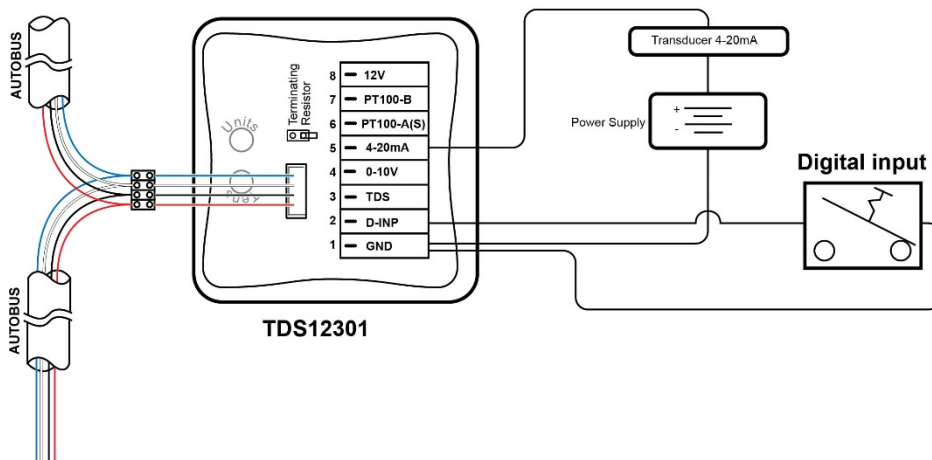 AUTOBUS
Transducer 4-20mA
Power Supply
+
-
Digital input
Terminating
Resistor
Units
Keys
8 12V
7 PT100-B
6 PT100-A(S)
5 4-20mA
4 0-10V
3 TDS
2 D-INP
1 GND
AUTOBUS
TDS12301